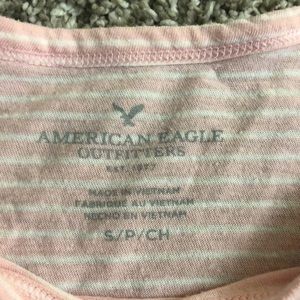 AMERICAN EAGLE
OUTFITTERS
EST. 1977
MADE IN VIETNAM
FABRIQUÉ AU VIETNAM
HECHO EN VIETNAM
S/P/CH